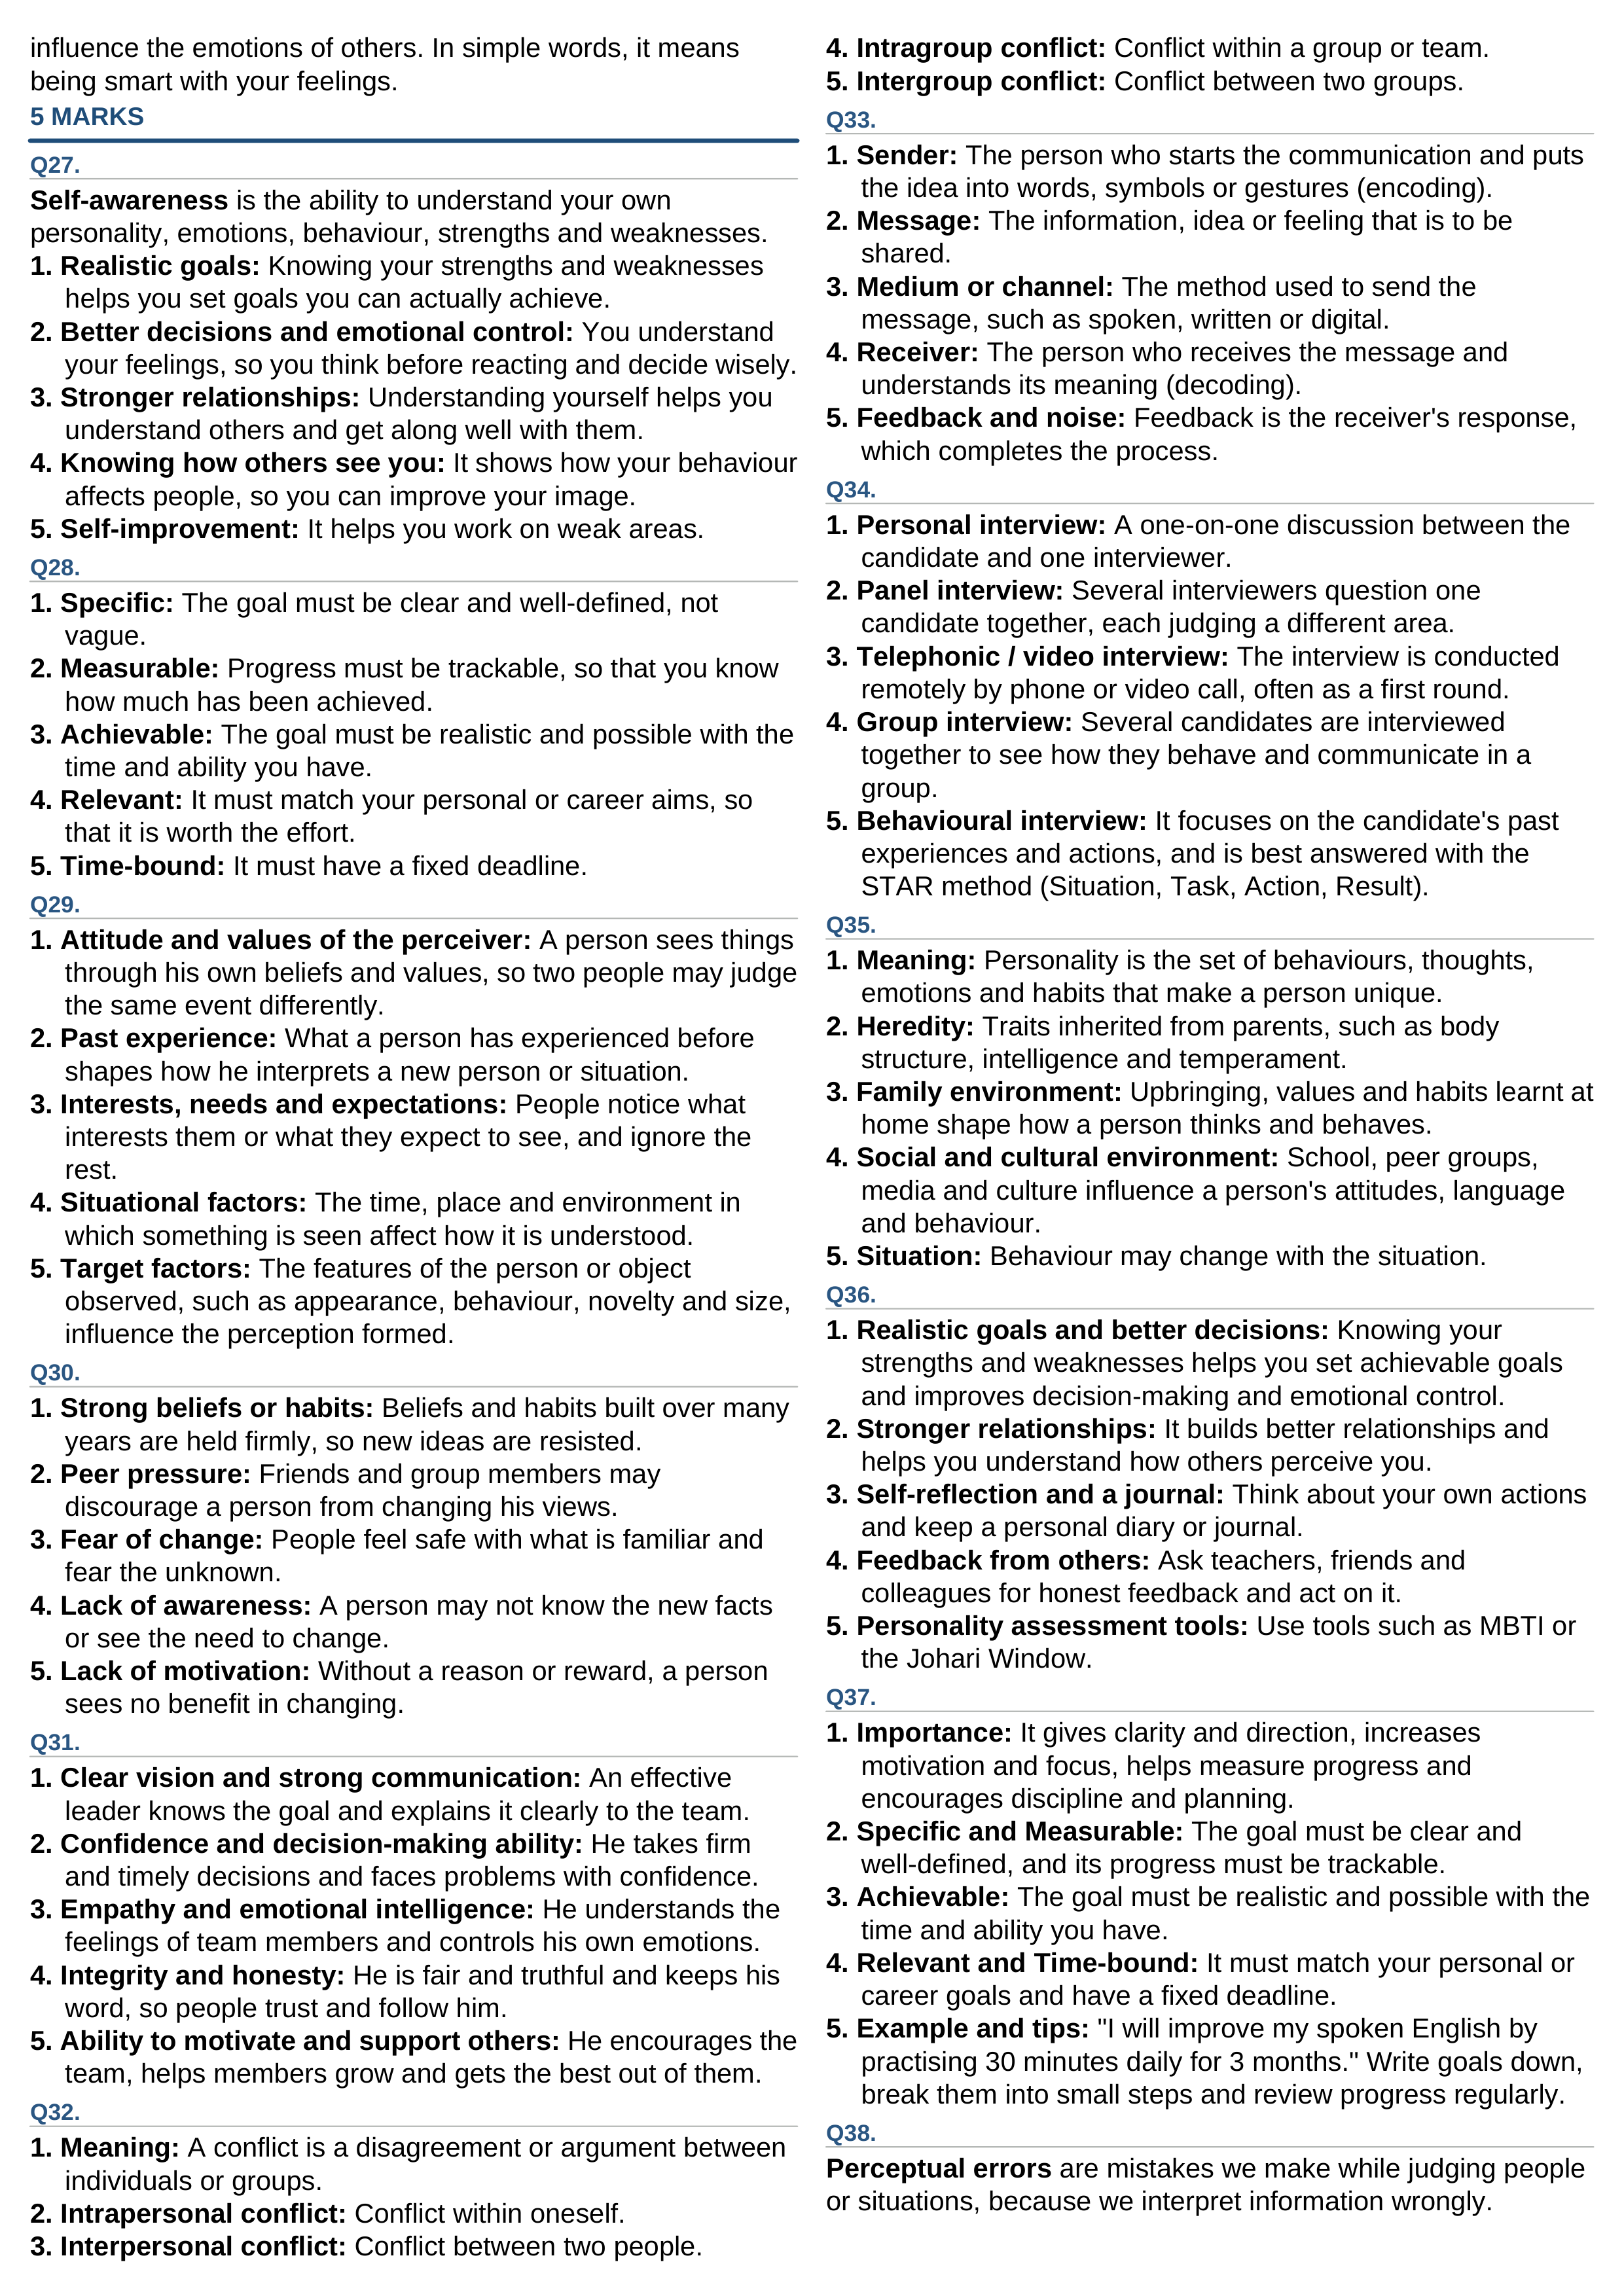 influence the emotions of others. In simple words, it means
being smart with your feelings.
5 MARKS
Q27.
Self-awareness is the ability to understand your own
personality, emotions, behaviour, strengths and weaknesses.
1. Realistic goals: Knowing your strengths and weaknesses
helps you set goals you can actually achieve.
2. Better decisions and emotional control: You understand
your feelings, so you think before reacting and decide wisely.
3. Stronger relationships: Understanding yourself helps you
understand others and get along well with them.
4. Knowing how others see you: It shows how your behaviour
affects people, so you can improve your image.
5. Self-improvement: It helps you work on weak areas.
Q28.
1. Specific: The goal must be clear and well-defined, not
vague.
2. Measurable: Progress must be trackable, so that you know
how much has been achieved.
3. Achievable: The goal must be realistic and possible with the
time and ability you have.
4. Relevant: It must match your personal or career aims, so
that it is worth the effort.
5. Time-bound: It must have a fixed deadline.
Q29.
1. Attitude and values of the perceiver: A person sees things
through his own beliefs and values, so two people may judge
the same event differently.
2. Past experience: What a person has experienced before
shapes how he interprets a new person or situation.
3. Interests, needs and expectations: People notice what
interests them or what they expect to see, and ignore the
rest.
4. Situational factors: The time, place and environment in
which something is seen affect how it is understood.
5. Target factors: The features of the person or object
observed, such as appearance, behaviour, novelty and size,
influence the perception formed.
Q30.
1. Strong beliefs or habits: Beliefs and habits built over many
years are held firmly, so new ideas are resisted.
2. Peer pressure: Friends and group members may
discourage a person from changing his views.
3. Fear of change: People feel safe with what is familiar and
fear the unknown.
4. Lack of awareness: A person may not know the new facts
or see the need to change.
5. Lack of motivation: Without a reason or reward, a person
sees no benefit in changing.
Q31.
1. Clear vision and strong communication: An effective
leader knows the goal and explains it clearly to the team.
2. Confidence and decision-making ability: He takes firm
and timely decisions and faces problems with confidence.
3. Empathy and emotional intelligence: He understands the
feelings of team members and controls his own emotions.
4. Integrity and honesty: He is fair and truthful and keeps his
word, so people trust and follow him.
5. Ability to motivate and support others: He encourages the
team, helps members grow and gets the best out of them.
Q32.
1. Meaning: A conflict is a disagreement or argument between
individuals or groups.
2. Intrapersonal conflict: Conflict within oneself.
3. Interpersonal conflict: Conflict between two people.
4. Intragroup conflict: Conflict within a group or team.
5. Intergroup conflict: Conflict between two groups.
Q33.
1. Sender: The person who starts the communication and puts
the idea into words, symbols or gestures (encoding).
2. Message: The information, idea or feeling that is to be
shared.
3. Medium or channel: The method used to send the
message, such as spoken, written or digital.
4. Receiver: The person who receives the message and
understands its meaning (decoding).
5. Feedback and noise: Feedback is the receiver's response,
which completes the process.
Q34.
1. Personal interview: A one-on-one discussion between the
candidate and one interviewer.
2. Panel interview: Several interviewers question one
candidate together, each judging a different area.
3. Telephonic / video interview: The interview is conducted
remotely by phone or video call, often as a first round.
4. Group interview: Several candidates are interviewed
together to see how they behave and communicate in a
group.
5. Behavioural interview: It focuses on the candidate's past
experiences and actions, and is best answered with the
STAR method (Situation, Task, Action, Result).
Q35.
1. Meaning: Personality is the set of behaviours, thoughts,
emotions and habits that make a person unique.
2. Heredity: Traits inherited from parents, such as body
structure, intelligence and temperament.
3. Family environment: Upbringing, values and habits learnt at
home shape how a person thinks and behaves.
4. Social and cultural environment: School, peer groups,
media and culture influence a person's attitudes, language
and behaviour.
5. Situation: Behaviour may change with the situation.
Q36.
1. Realistic goals and better decisions: Knowing your
strengths and weaknesses helps you set achievable goals
and improves decision-making and emotional control.
2. Stronger relationships: It builds better relationships and
helps you understand how others perceive you.
3. Self-reflection and a journal: Think about your own actions
and keep a personal diary or journal.
4. Feedback from others: Ask teachers, friends and
colleagues for honest feedback and act on it.
5. Personality assessment tools: Use tools such as MBTI or
the Johari Window.
Q37.
1. Importance: It gives clarity and direction, increases
motivation and focus, helps measure progress and
encourages discipline and planning.
2. Specific and Measurable: The goal must be clear and
well-defined, and its progress must be trackable.
3. Achievable: The goal must be realistic and possible with the
time and ability you have.
4. Relevant and Time-bound: It must match your personal or
career goals and have a fixed deadline.
5. Example and tips: "I will improve my spoken English by
practising 30 minutes daily for 3 months." Write goals down,
break them into small steps and review progress regularly.
Q38.
Perceptual errors are mistakes we make while judging people
or situations, because we interpret information wrongly.